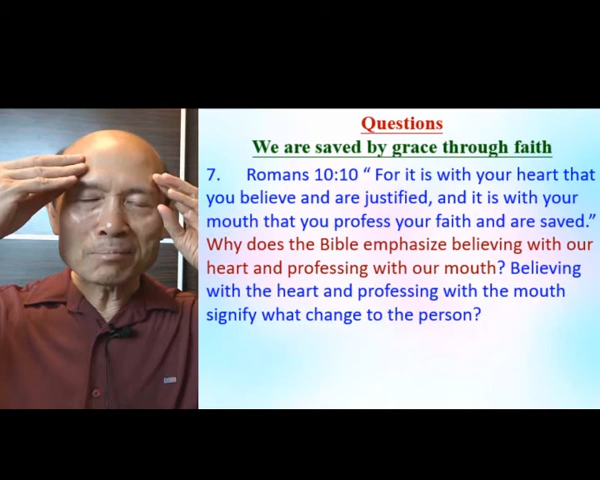 Questions
We are saved by grace through faith
7. Romans 10:10 “ For it is with your heart that
you believe and are justified, and it is with your
mouth that you profess your faith and are saved.”
Why does the Bible emphasize believing with our
heart and professing with our mouth? Believing
with the heart and professing with the mouth
signify what change to the person?